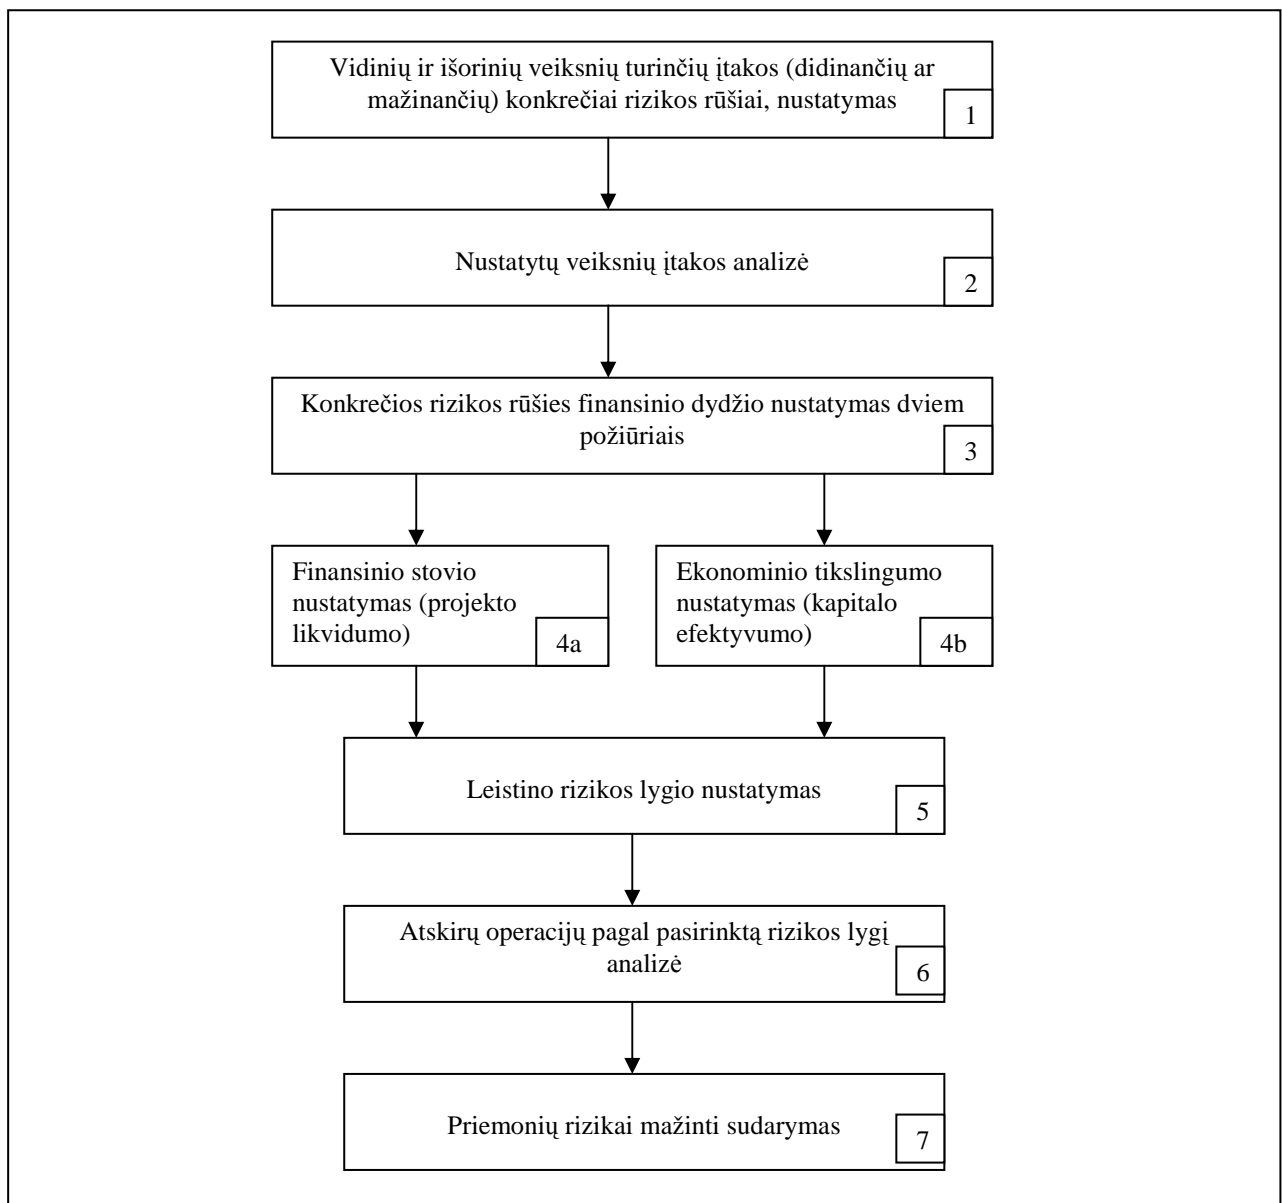 Vidinių ir išorinių veiksnių turinčių įtakos (didinančių ar
mažinančių) konkrečiai rizikos rūšiai, nustatymas
1
Nustatytų veiksnių įtakos analizė
2
Konkrečios rizikos rūšies finansinio dydžio nustatymas dviem
požiūriais
3
Finansinio stovio
nustatymas (projekto
likvidumo)
4a
Ekonominio tikslingumo
nustatymas (kapitalo
efektyvumo)
4b
Leistino rizikos lygio nustatymas
5
Atskirų operacijų pagal pasirinktą rizikos lygį
analizė
6
Priemonių rizikai mažinti sudarymas
7